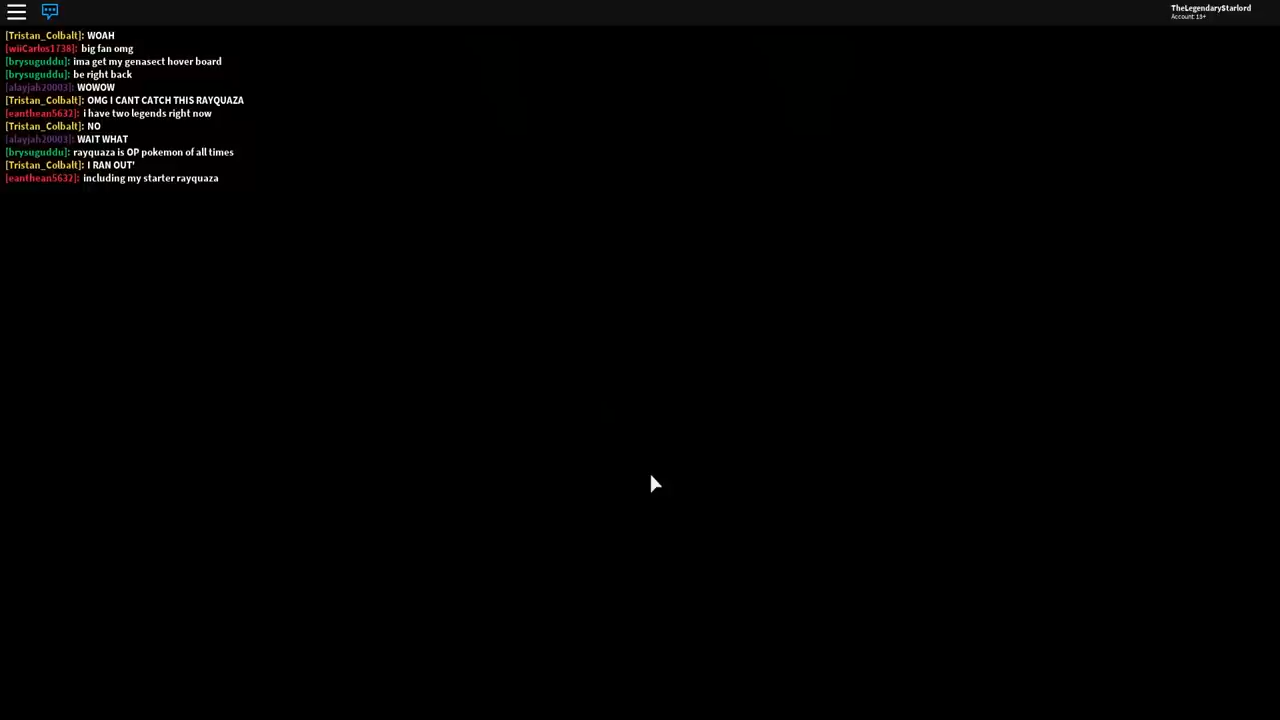 TheLegendaryStarlord
Account: 13+
[Tristan_Colbalt]: WOAH
[wiiCarlos1738]: big fan omg
[brysuguddu]: ima get my genasect hover board
[brysuguddu]: be right back
[alayjah20003]: WOWOW
[Tristan_Colbalt]: OMG I CANT CATCH THIS RAYQUAZA
[eanthean5632]: i have two legends right now
[Tristan_Colbalt]: NO
[alayjah20003]: WAIT WHAT
[brysuguddu]: rayquaza is OP pokemon of all times
[Tristan_Colbalt]: I RAN OUT'
[eanthean5632]: including my starter rayquaza